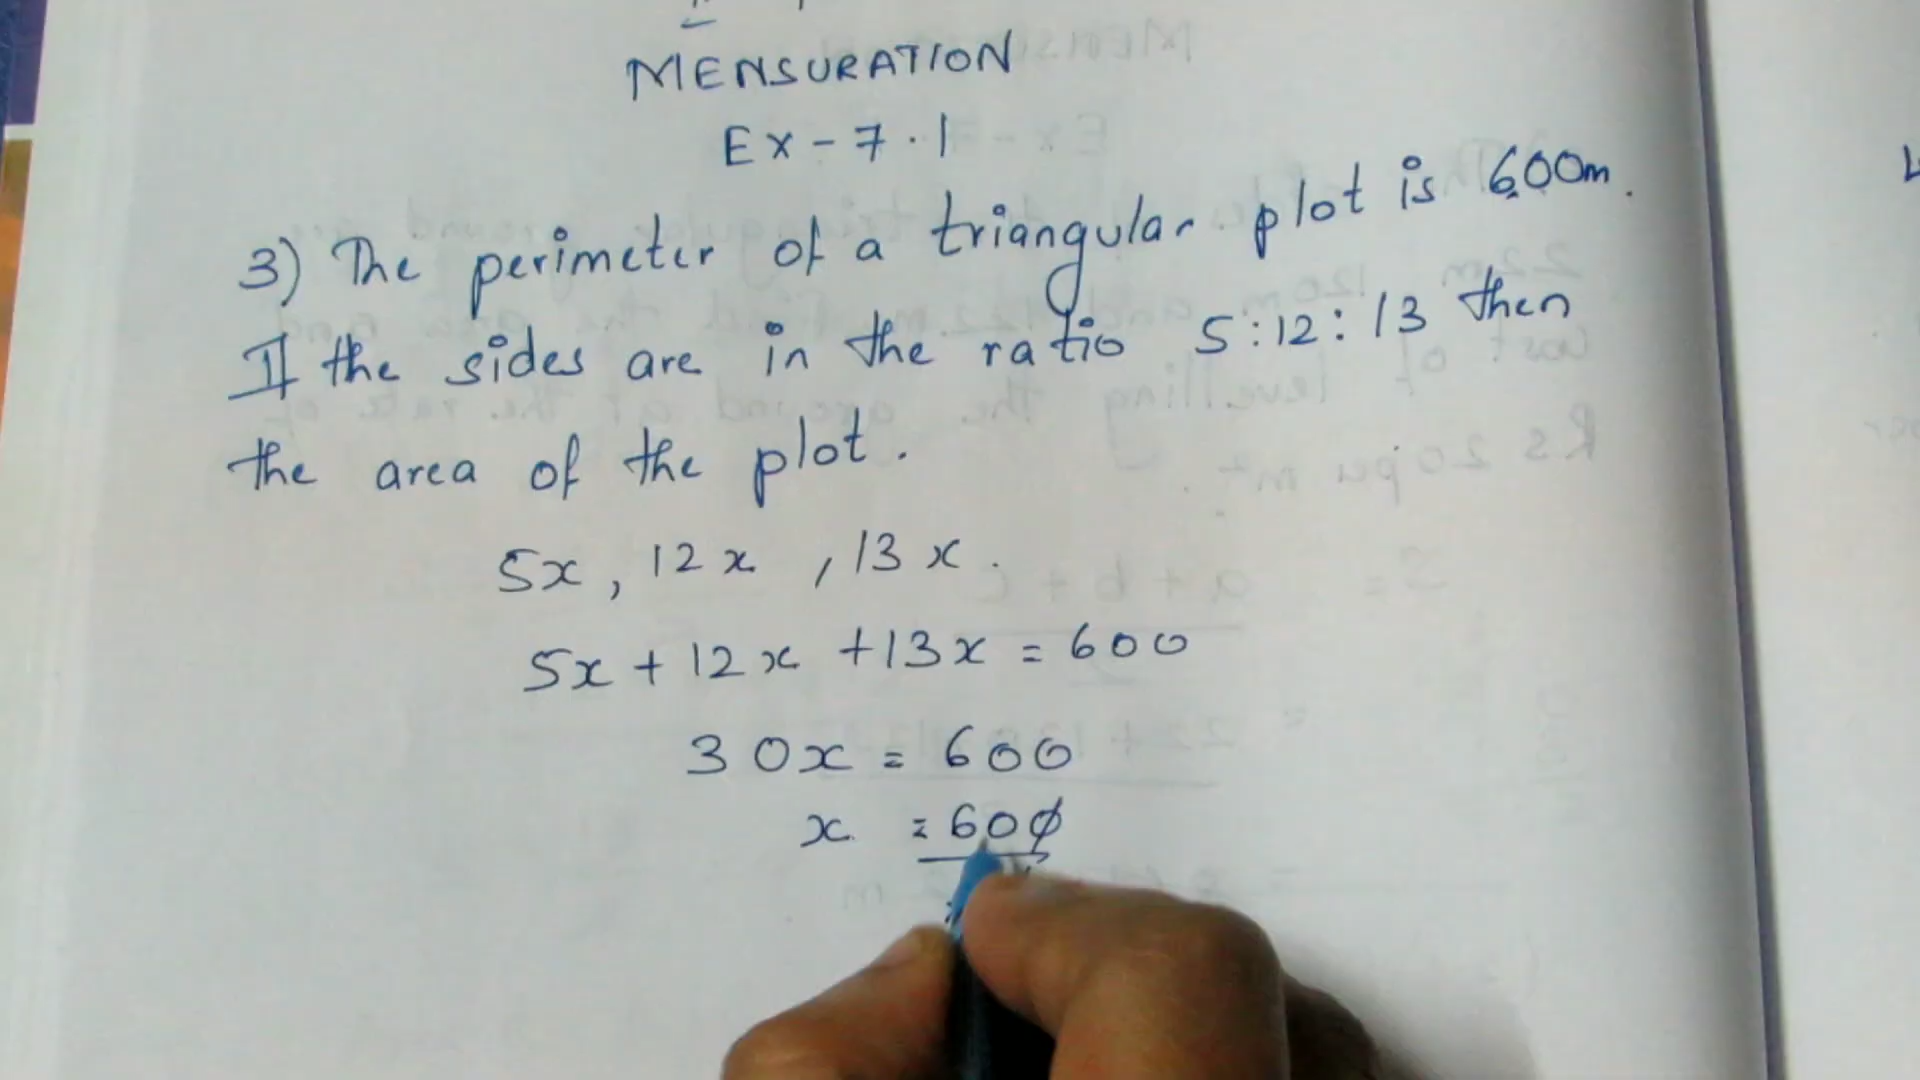 MENSURATION
Ex - 7.1
3) The perimeter of a triangular plot is 600m.
If the sides are in the ratio 5:12:13 then
the area of the plot.
5x, 12x, 13x.
5x + 12x + 13x = 600
30x = 600
x = 600